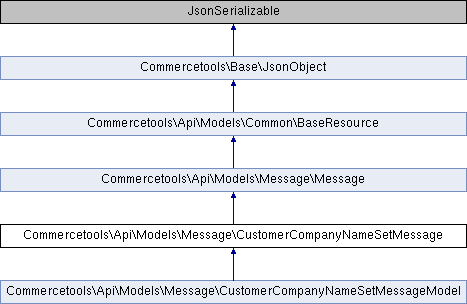 JsonSerializable
Commercetools\Base\JsonObject
Commercetools\Api\Models\Common\BaseResource
Commercetools\Api\Models\Message\Message
Commercetools\Api\Models\Message\CustomerCompanyNameSetMessage
Commercetools\Api\Models\Message\CustomerCompanyNameSetMessageModel